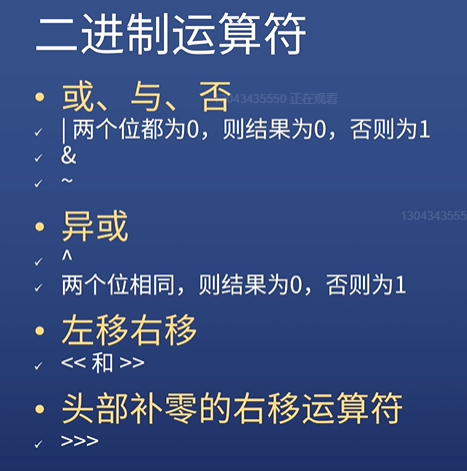 二进制运算符
• 或、与、否
043435550 正在观看
✓ | 两个位都为0，则结果为0，否则为1
✓ &
✓ ~
• 异或
1304343555
✓ ^
✓ 两个位相同，则结果为0，否则为1
• 左移右移
✓ << 和 >>
• 头部补零的右移运算符
✓ >>>